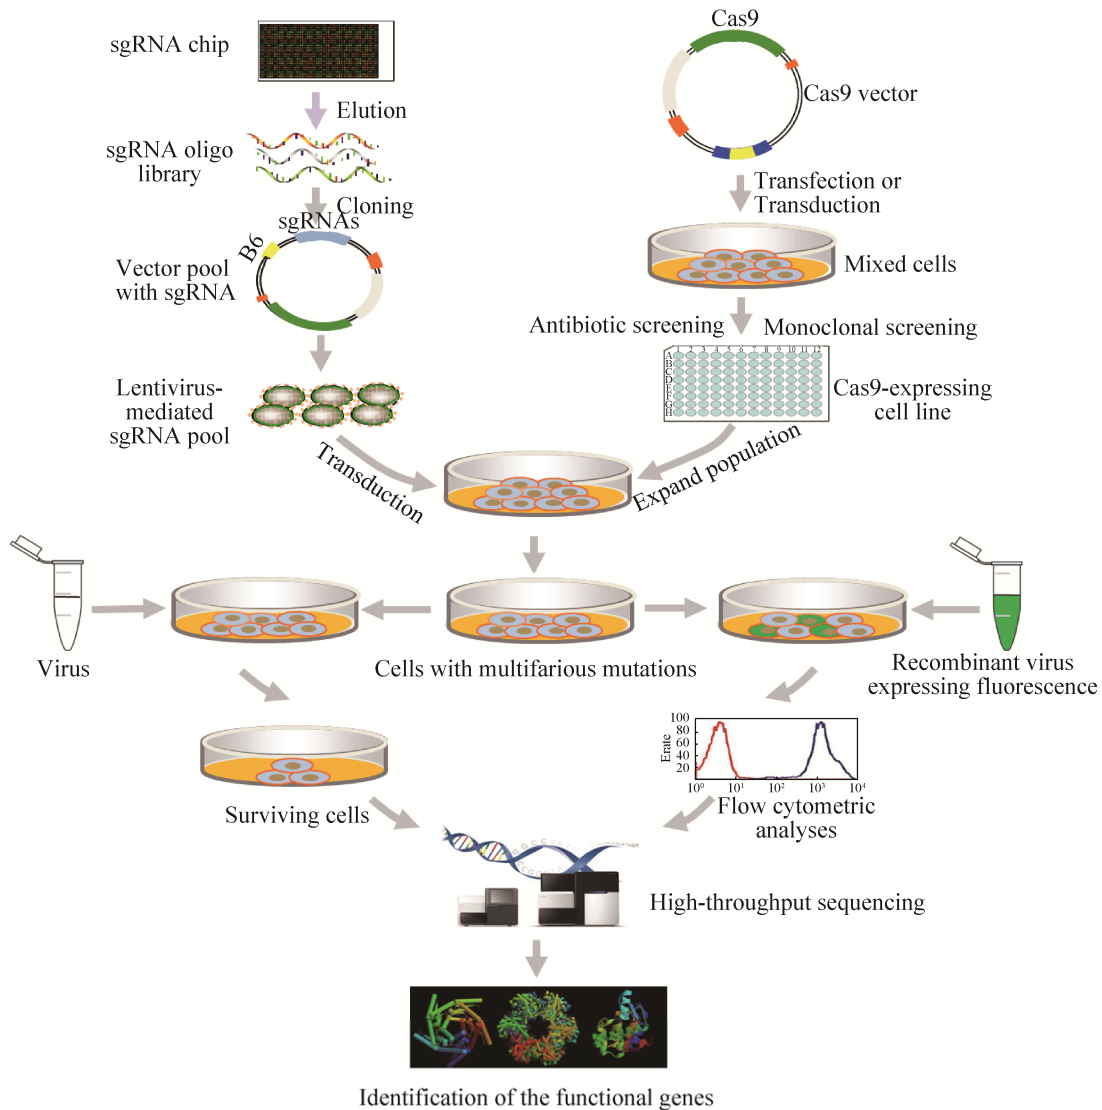 Cas9
sgRNA chip
Cas9 vector
Elution
sgRNA oligo
library
Transfection or
Transduction
Cloning
sgRNAs
B6
Vector pool
with sgRNA
Mixed cells
Antibiotic screening
Monoclonal screening
1 2 3 4 5 6 7 8 9 10 11 12
A
B
C
D
E
F
G
H
Cas9-expressing
cell line
Lentivirus-
mediated
sgRNA pool
Transduction
Expand population
Virus
Cells with multifarious mutations
Recombinant virus
expressing fluorescence
100
80
60
40
20
Erate
10⁰ 10¹ 10² 10³ 10⁴
Flow cytometric
analyses
Surviving cells
High-throughput sequencing
Identification of the functional genes